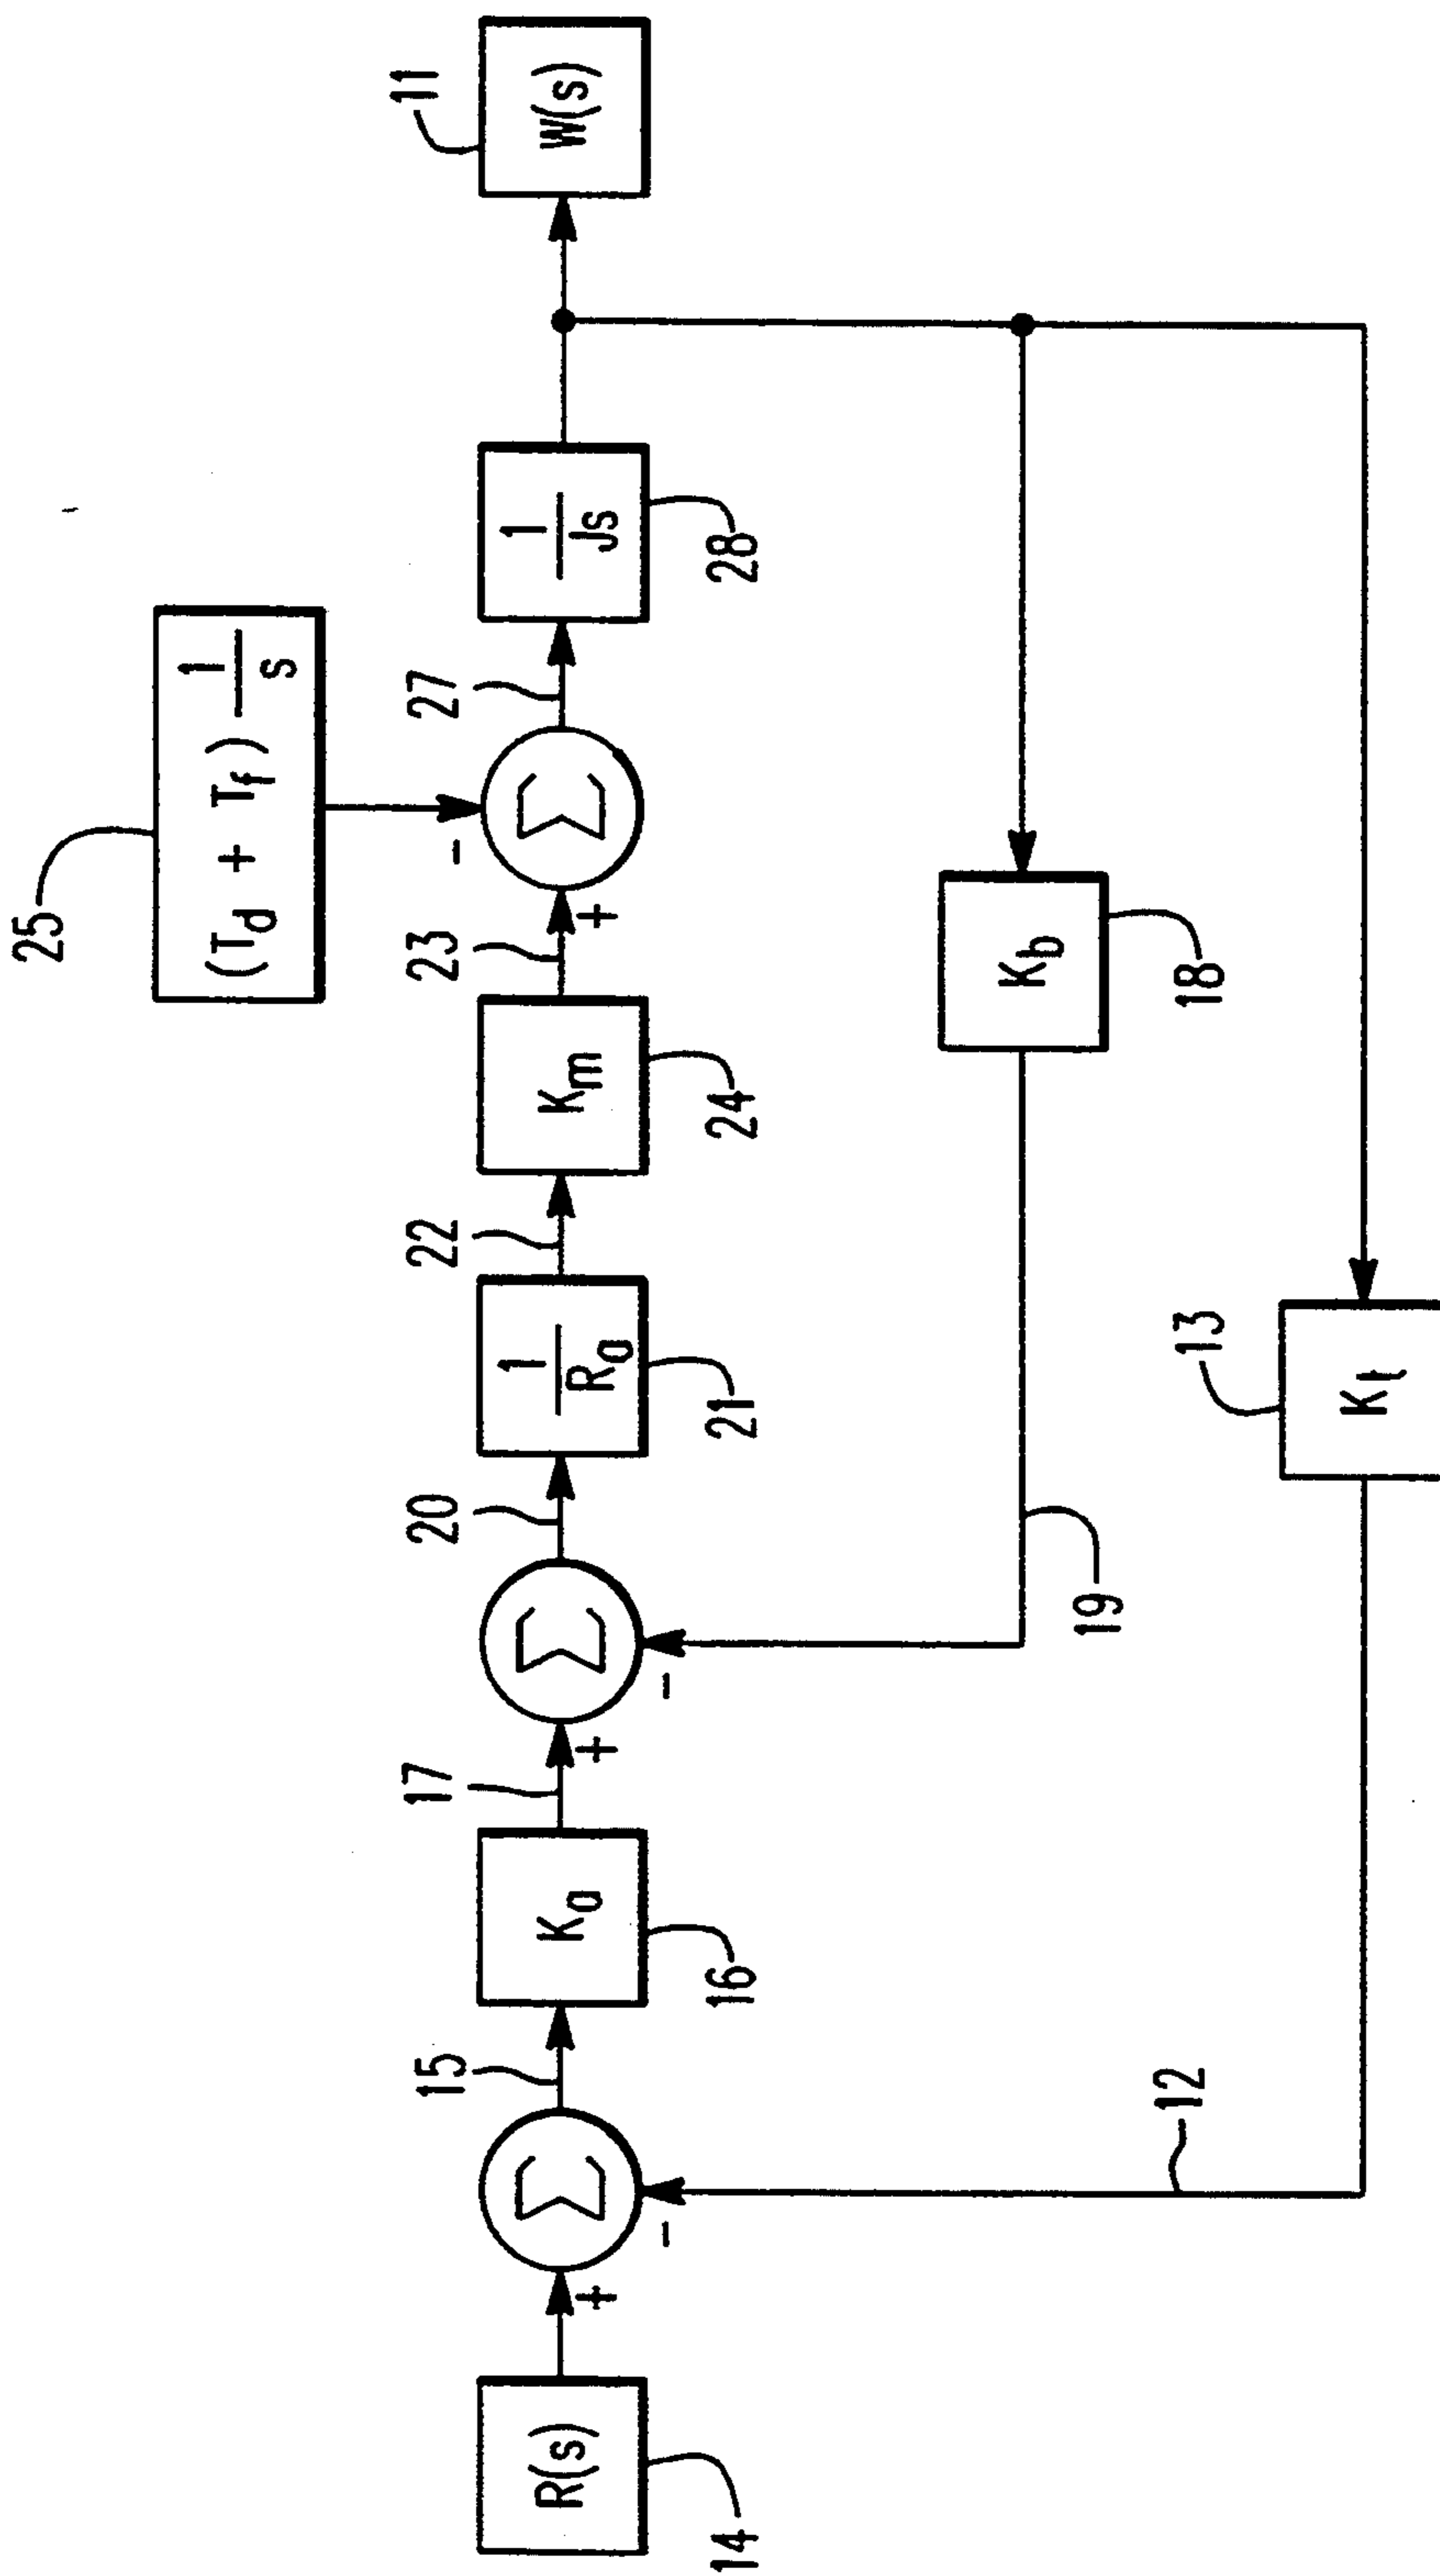 25
(T_d + T_f) 1/s
15
17
20
22
23
27
11
R(s)
+
Σ
K_a
+
Σ
1/R_a
K_m
+
-
Σ
1/Js
W(s)
14
-
16
-
21
24
28
12
19
K_b
18
13
K_t